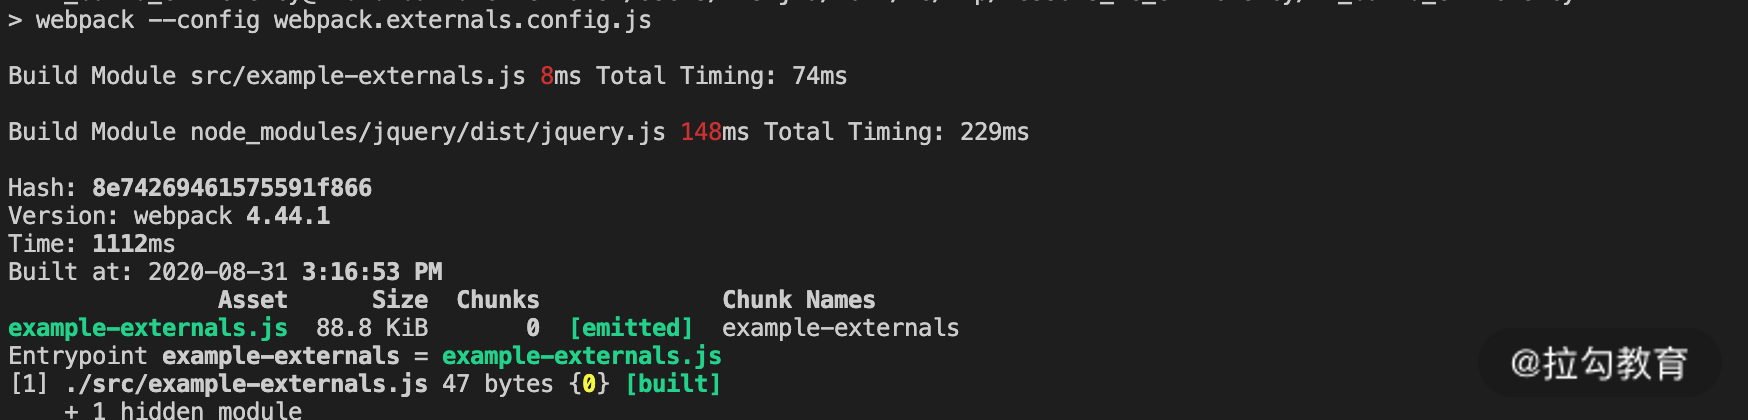 > webpack --config webpack.externals.config.js
Build Module src/example-externals.js 8ms Total Timing: 74ms
Build Module node_modules/jquery/dist/jquery.js 148ms Total Timing: 229ms
Hash: 8e74269461575591f866
Version: webpack 4.44.1
Time: 1112ms
Built at: 2020-08-31 3:16:53 PM
Asset Size Chunks Chunk Names
example-externals.js 88.8 KiB 0 [emitted] example-externals
Entrypoint example-externals = example-externals.js
[1] ./src/example-externals.js 47 bytes {0} [built]
+ 1 hidden module
@拉勾教育